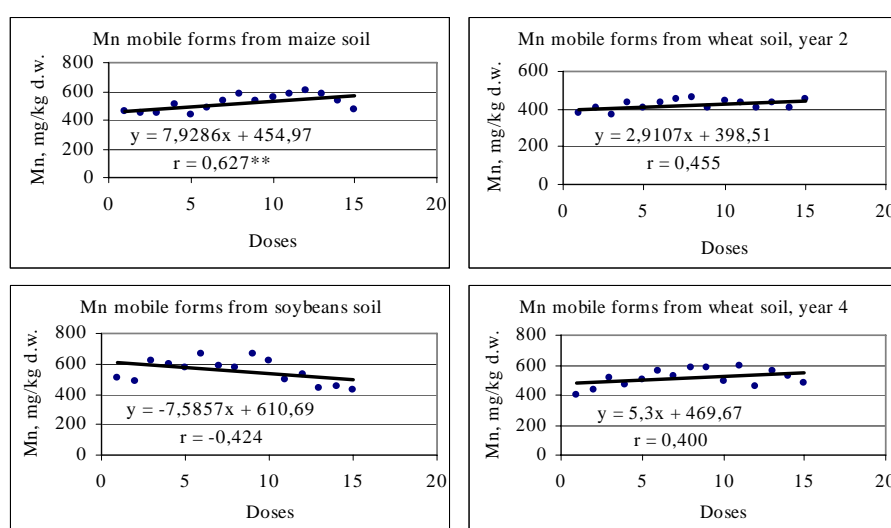 Mn mobile forms from maize soil
Mn, mg/kg d.w.
800
600
400
200
0
y = 7,9286x + 454,97
r = 0,627**
0 5 10 15 20
Doses
Mn mobile forms from wheat soil, year 2
Mn, mg/kg d.w.
600
400
200
0
y = 2,9107x + 398,51
r = 0,455
0 5 10 15 20
Doses
Mn mobile forms from soybeans soil
Mn, mg/kg d.w.
800
600
400
200
0
y = -7,5857x + 610,69
r = -0,424
0 5 10 15 20
Doses
Mn mobile forms from wheat soil, year 4
Mn, mg/kg d.w.
800
600
400
200
0
y = 5,3x + 469,67
r = 0,400
0 5 10 15 20
Doses